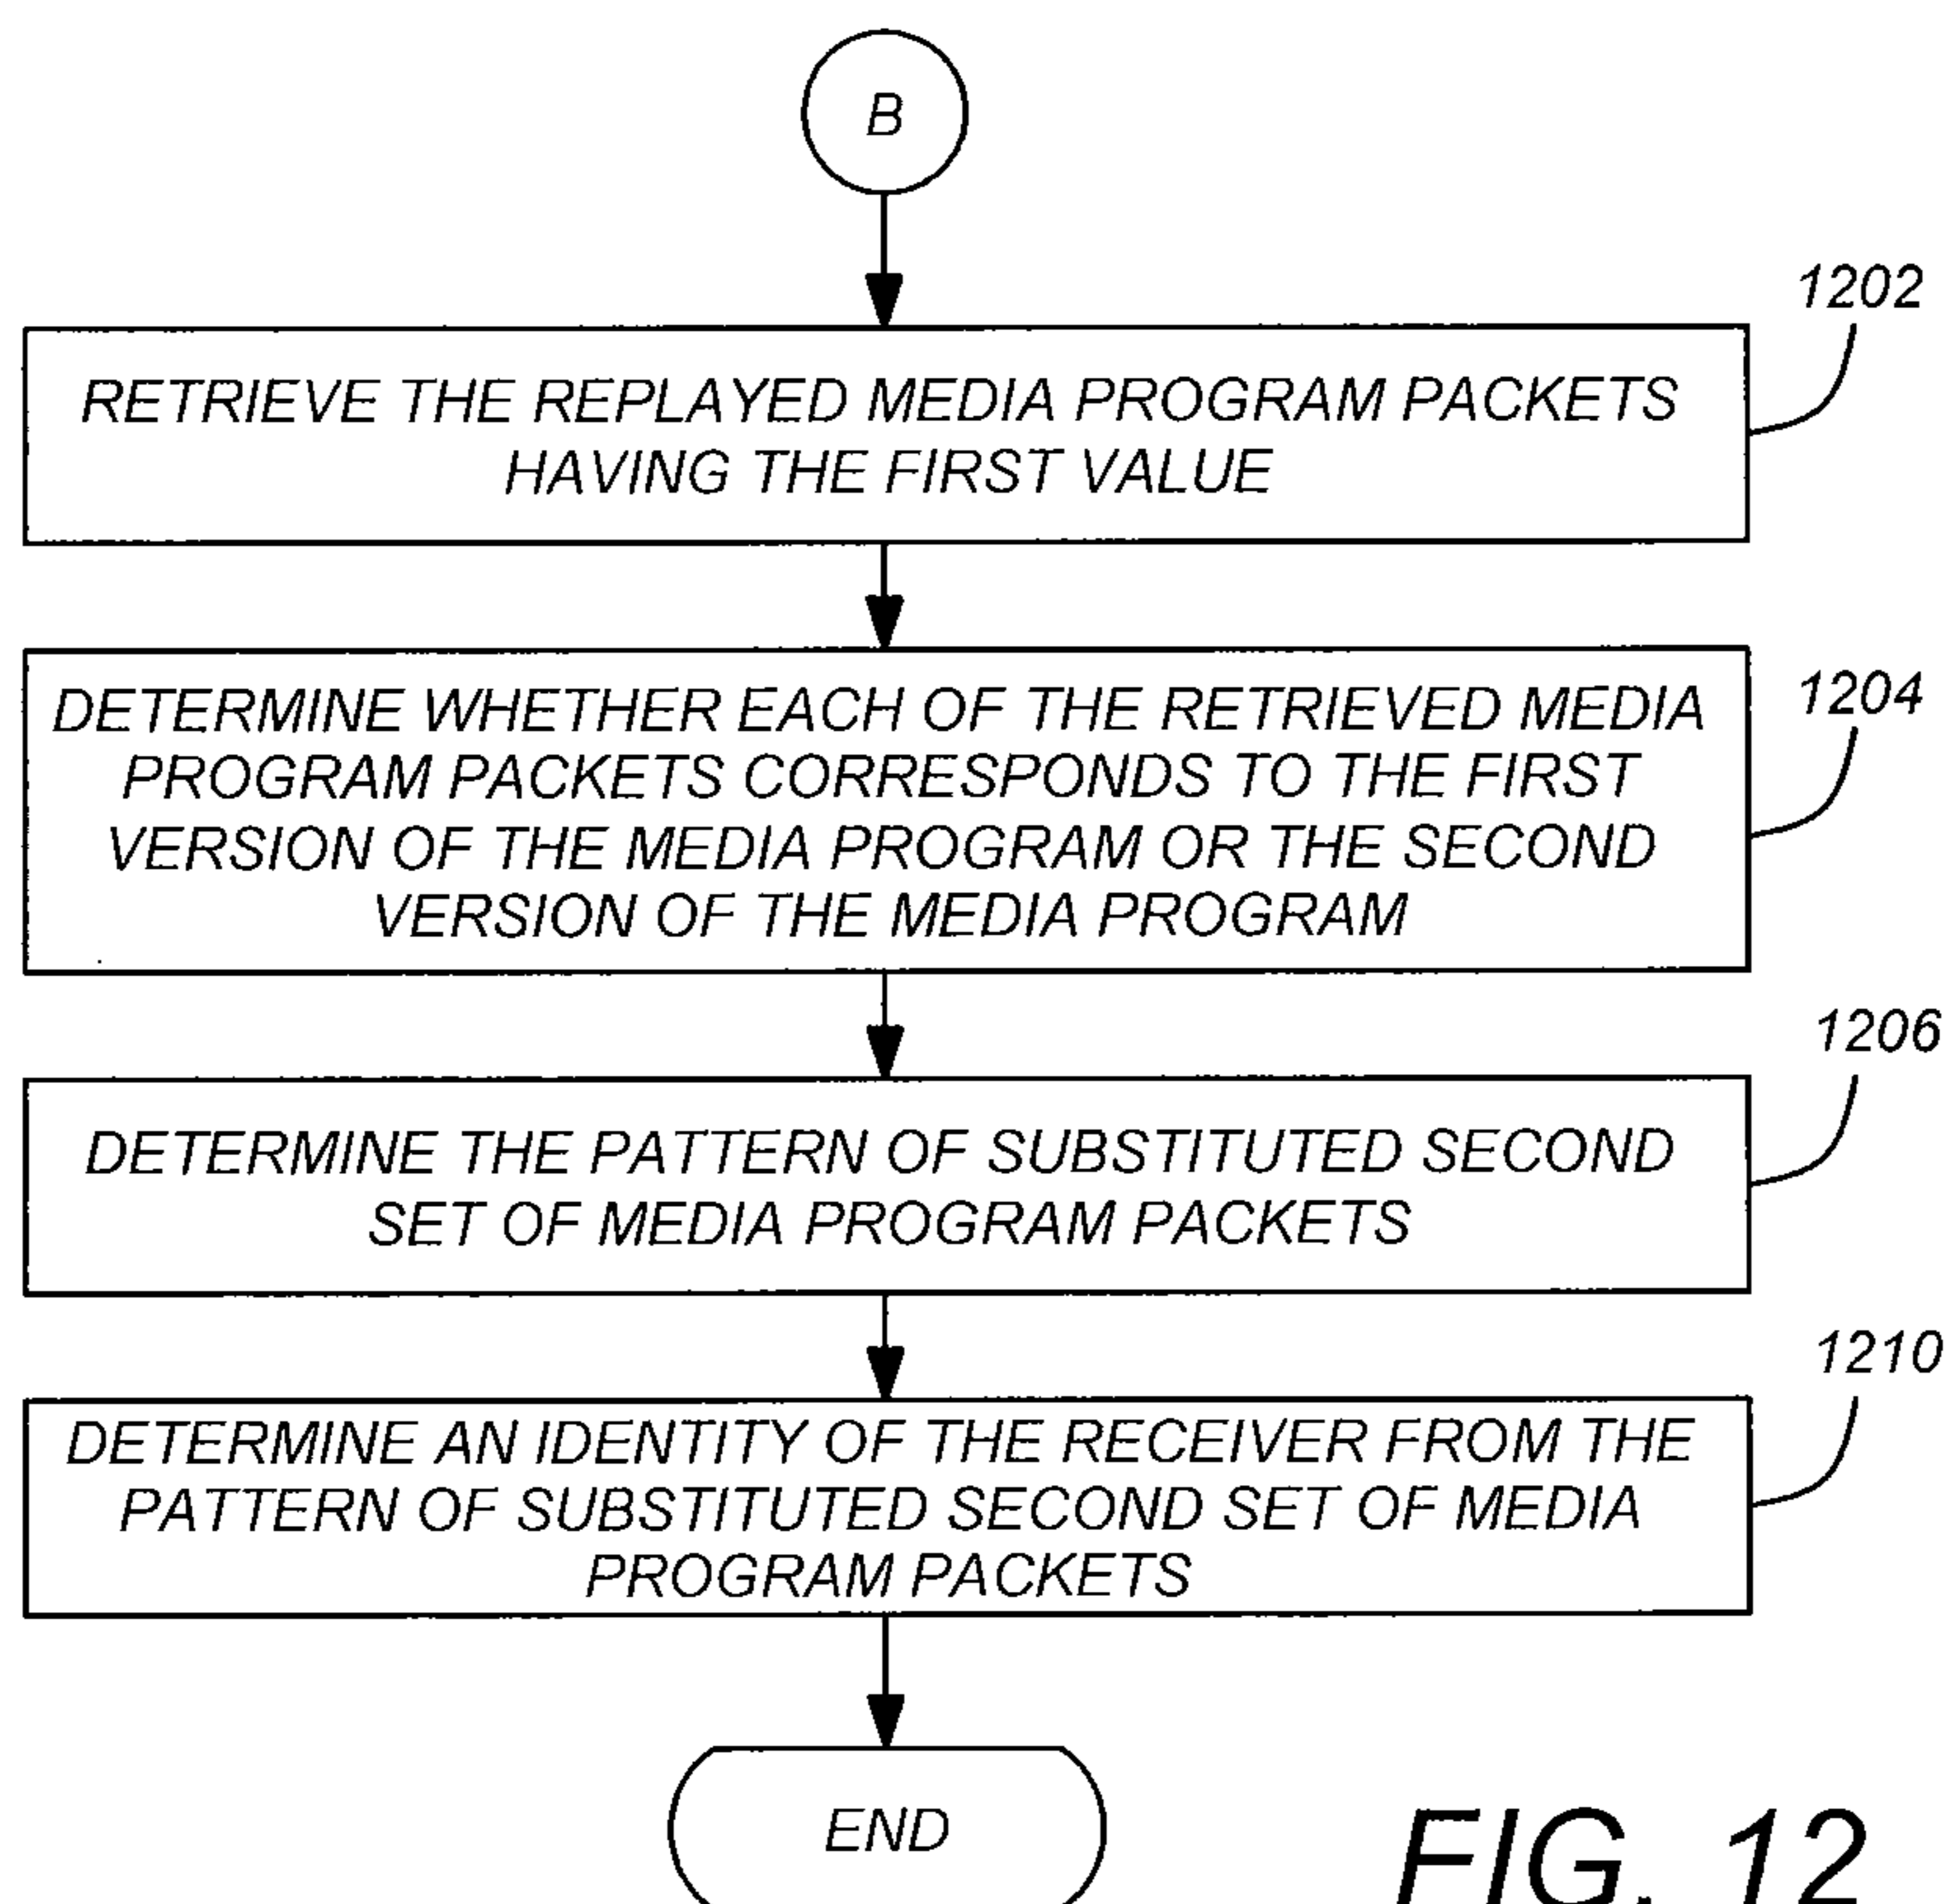 B
1202
RETRIEVE THE REPLAYED MEDIA PROGRAM PACKETS
HAVING THE FIRST VALUE
1204
DETERMINE WHETHER EACH OF THE RETRIEVED MEDIA
PROGRAM PACKETS CORRESPONDS TO THE FIRST
VERSION OF THE MEDIA PROGRAM OR THE SECOND
VERSION OF THE MEDIA PROGRAM
1206
DETERMINE THE PATTERN OF SUBSTITUTED SECOND
SET OF MEDIA PROGRAM PACKETS
1210
DETERMINE AN IDENTITY OF THE RECEIVER FROM THE
PATTERN OF SUBSTITUTED SECOND SET OF MEDIA
PROGRAM PACKETS
END
FIG. 12